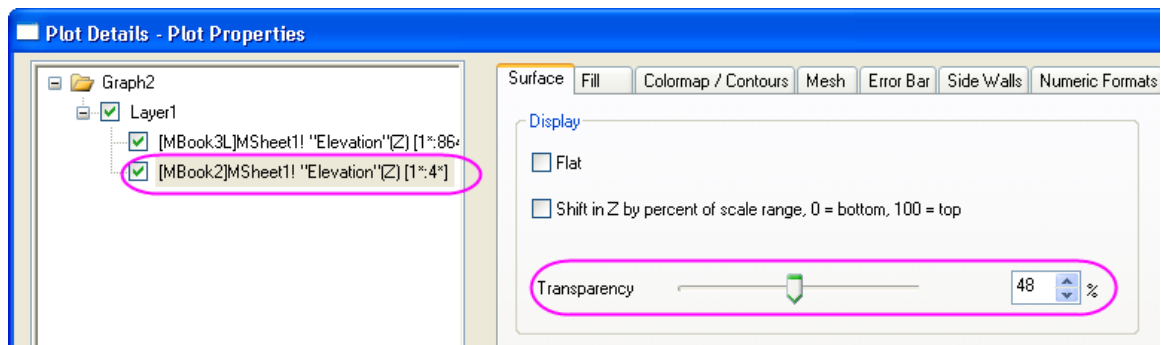 Plot Details - Plot Properties
Graph2
Layer1
[MBook3L]MSheet1! "Elevation"(Z) [1*:864
[MBook2]MSheet1! "Elevation"(Z) [1*:4*]
Surface Fill Colormap / Contours Mesh Error Bar Side Walls Numeric Formats
Display
Flat
Shift in Z by percent of scale range, 0 = bottom, 100 = top
Transparency 48 %